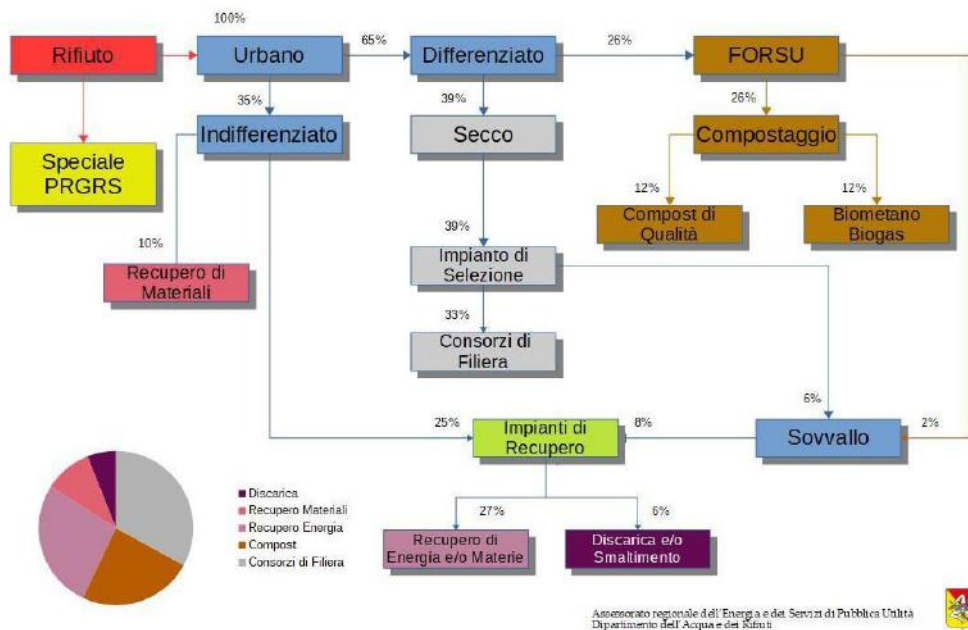 100%
Rifiuto
Urbano
65%
Differenziato
26%
FORSU
35%
39%
26%
Indifferenziato
Secco
Compostaggio
Speciale
PRGRS
12%
12%
Compost di
Qualità
Biometano
Biogas
10%
39%
Recupero di
Materiali
Impianto di
Selezione
33%
Consorzi di
Filiera
6%
25%
Impianti di
Recupero
8%
Sovvallo
2%
Discarica
Recupero Materiali
Recupero Energia
Compost
Consorzi di Filiera
27%
6%
Recupero di
Energia e/o Materie
Discarica e/o
Smaltimento
Assessorato regionale dell'Energia e dei Servizi di Pubblica Utilità
Dipartimento dell'Acqua e dei Rifiuti